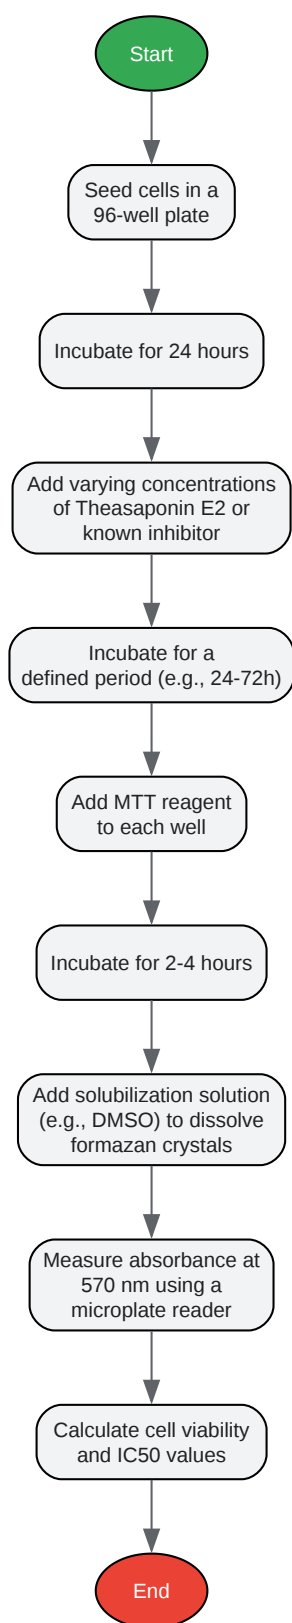 Start
Seed cells in a
96-well plate
Incubate for 24 hours
Add varying concentrations
of Theasaponin E2 or
known inhibitor
Incubate for a
defined period (e.g., 24-72h)
Add MTT reagent
to each well
Incubate for 2-4 hours
Add solubilization solution
(e.g., DMSO) to dissolve
formazan crystals
Measure absorbance at
570 nm using a
microplate reader
Calculate cell viability
and IC50 values
End